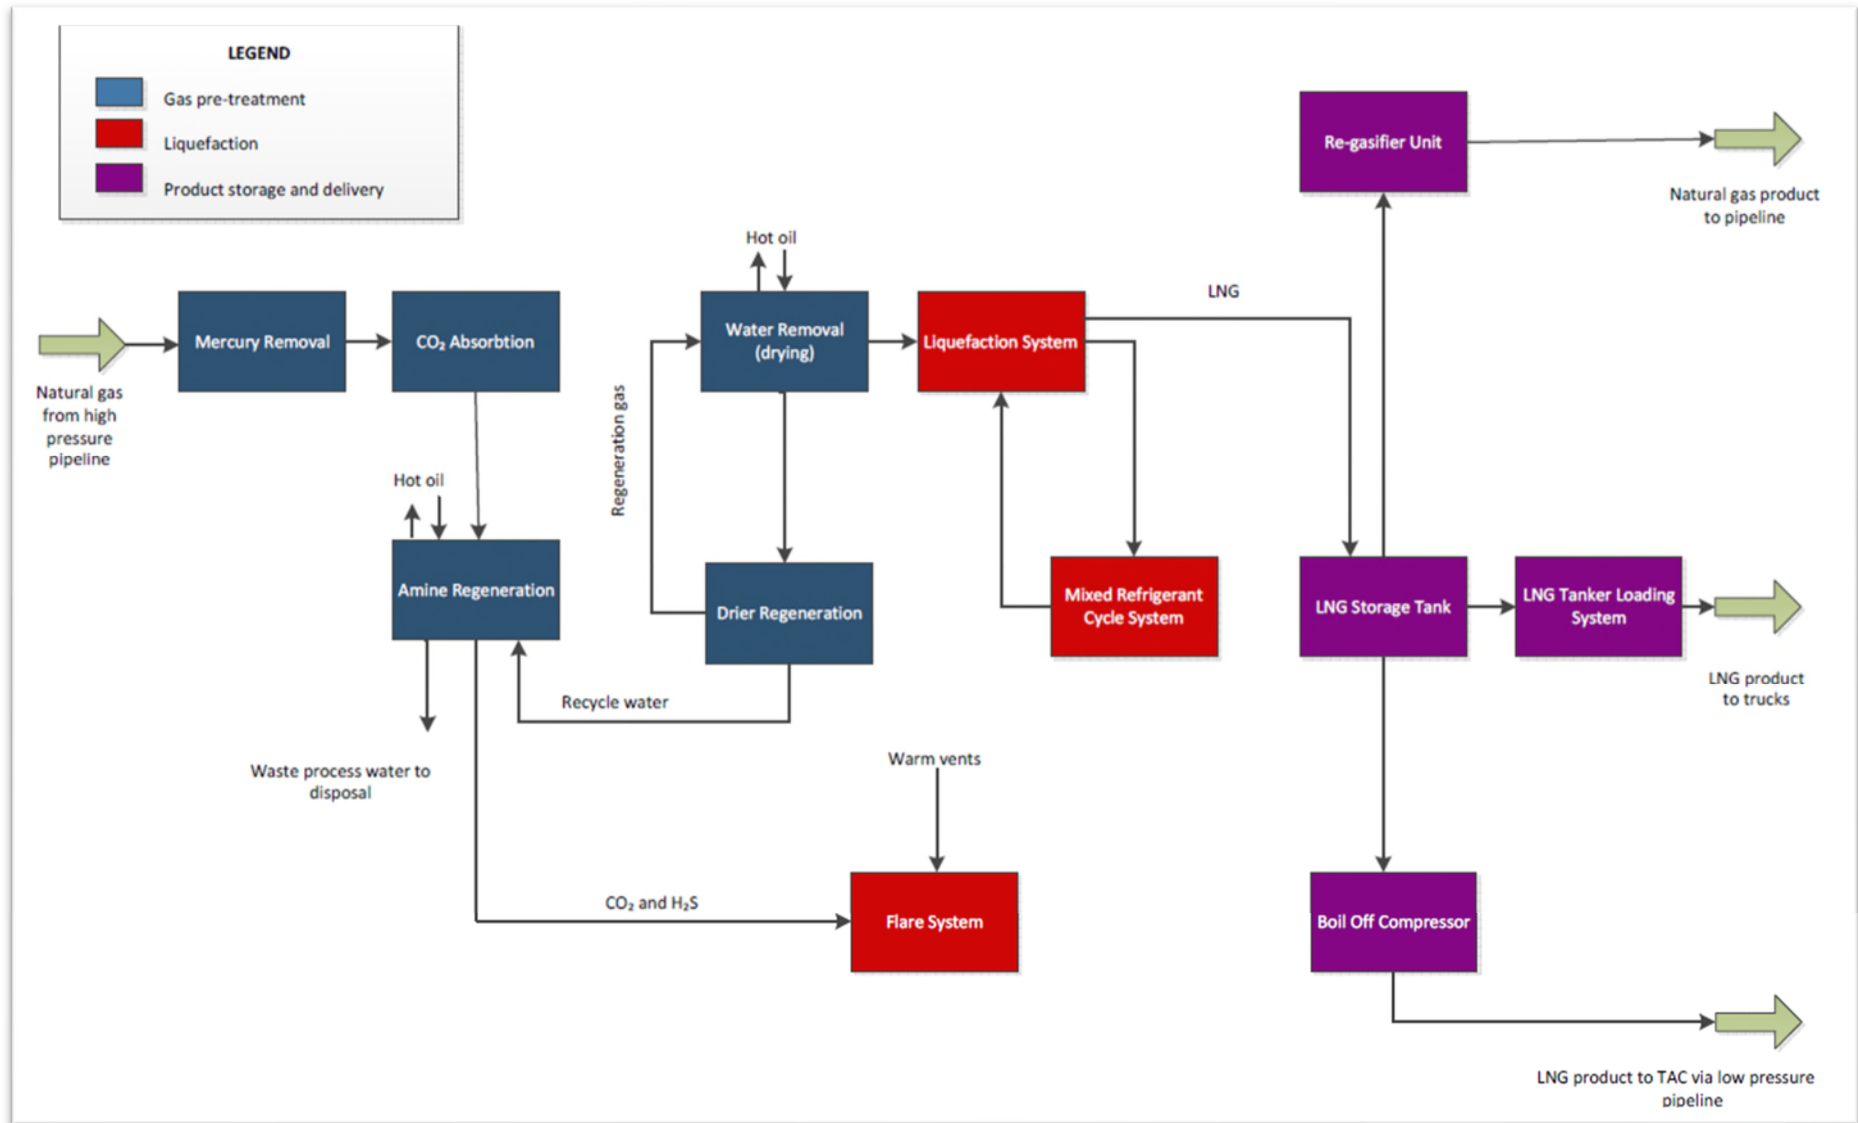 LEGEND
Gas pre-treatment
Liquefaction
Product storage and delivery
Re-gasifier Unit
Natural gas product
to pipeline
Hot oil
LNG
Mercury Removal
CO₂ Absorbtion
Water Removal
(drying)
Liquefaction System
Natural gas
from high
pressure
pipeline
Regeneration gas
Hot oil
Amine Regeneration
Drier Regeneration
Mixed Refrigerant
Cycle System
LNG Storage Tank
LNG Tanker Loading
System
LNG product
to trucks
Recycle water
Waste process water to
disposal
Warm vents
CO₂ and H₂S
Flare System
Boil Off Compressor
LNG product to TAC via low pressure
pipeline